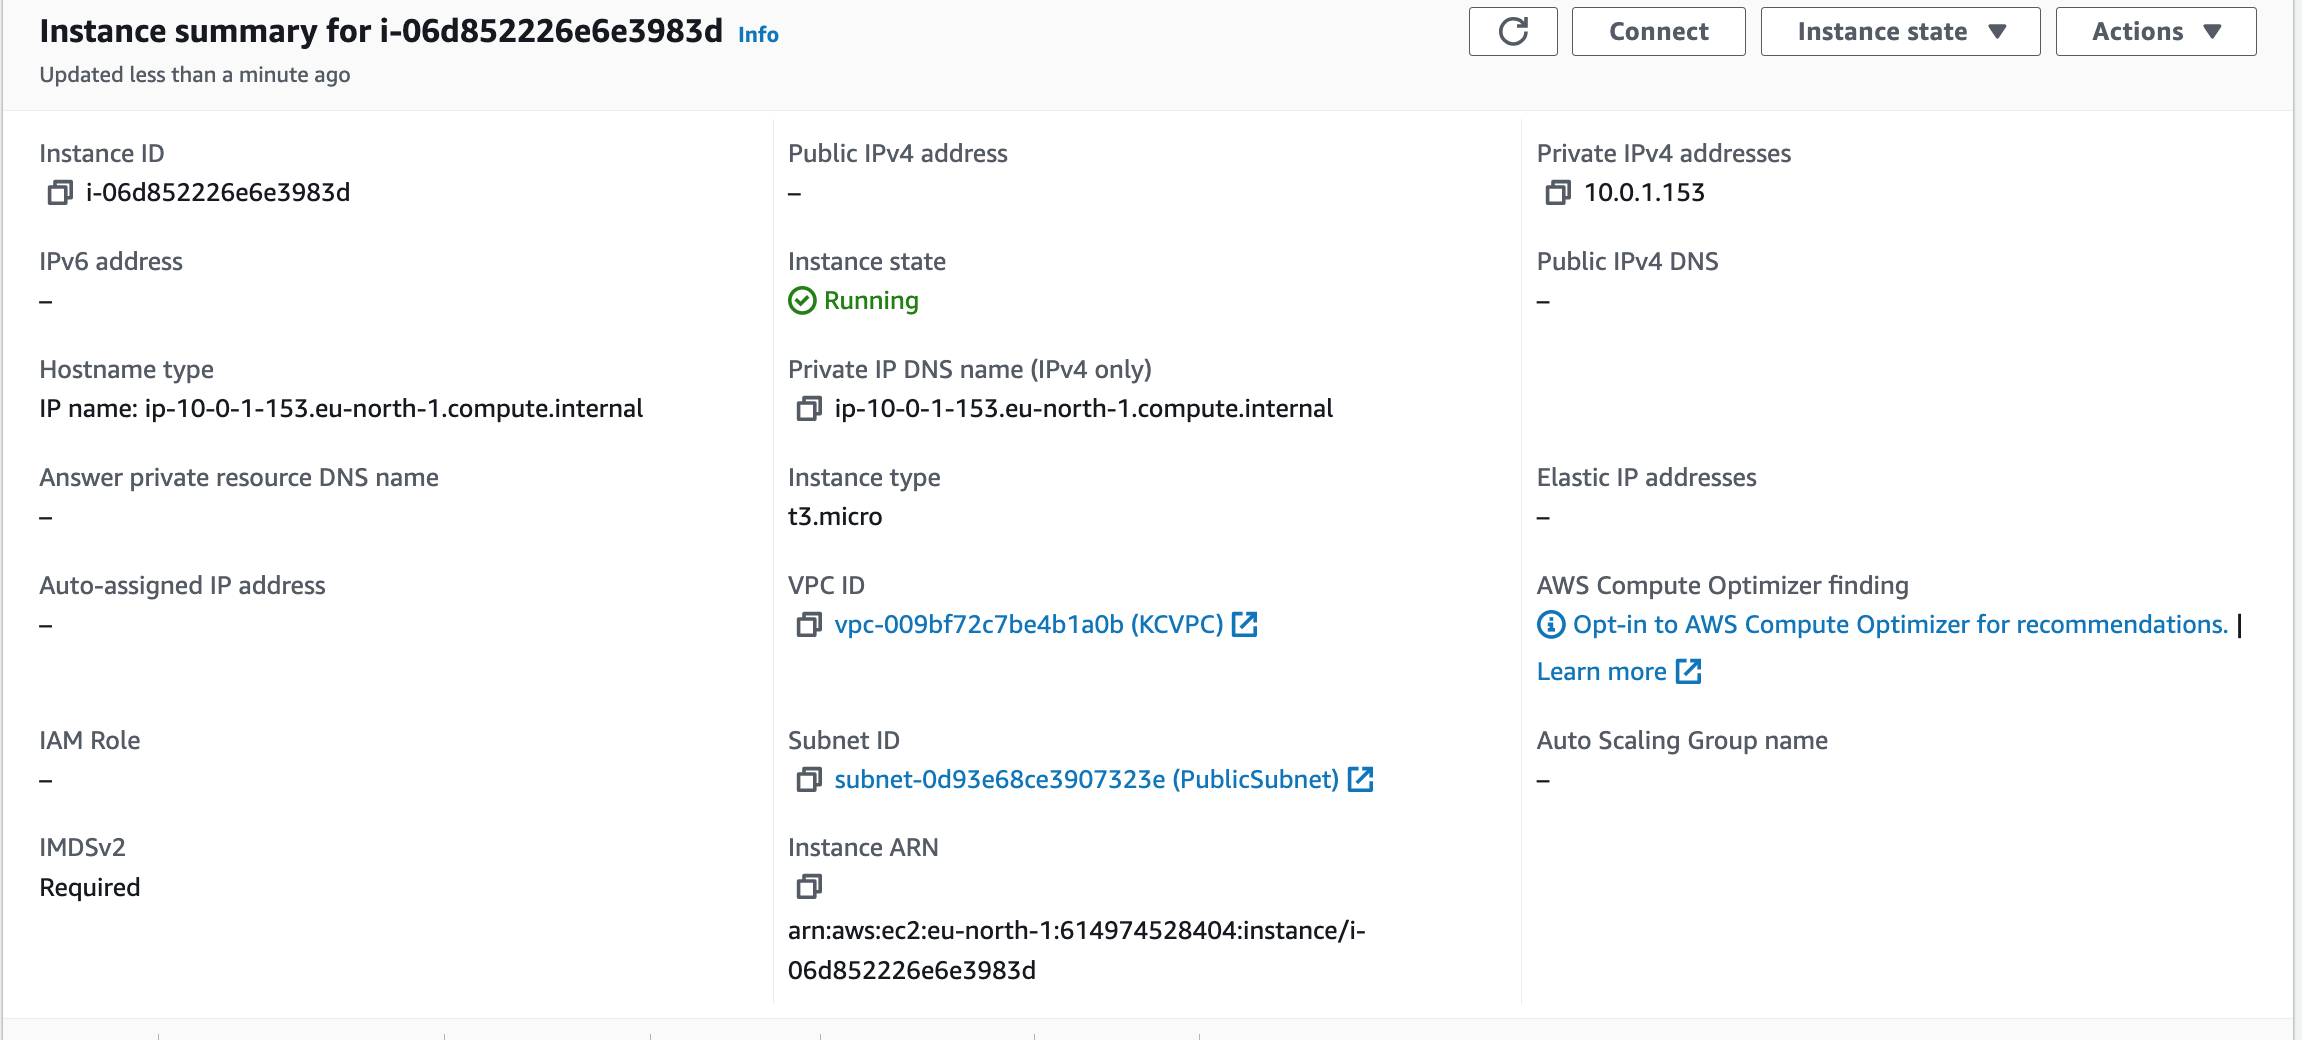 Instance summary for i-06d852226e6e3983d Info
Updated less than a minute ago
Connect
Instance state
Actions
Instance ID
i-06d852226e6e3983d
Public IPv4 address
–
Private IPv4 addresses
10.0.1.153
IPv6 address
–
Instance state
Running
Public IPv4 DNS
–
Hostname type
IP name: ip-10-0-1-153.eu-north-1.compute.internal
Private IP DNS name (IPv4 only)
ip-10-0-1-153.eu-north-1.compute.internal
Answer private resource DNS name
–
Instance type
t3.micro
Elastic IP addresses
–
Auto-assigned IP address
–
VPC ID
vpc-009bf72c7be4b1a0b (KCVPC)
AWS Compute Optimizer finding
Opt-in to AWS Compute Optimizer for recommendations. |
Learn more
IAM Role
–
Subnet ID
subnet-0d93e68ce3907323e (PublicSubnet)
Auto Scaling Group name
–
IMDSv2
Required
Instance ARN
arn:aws:ec2:eu-north-1:614974528404:instance/i-
06d852226e6e3983d